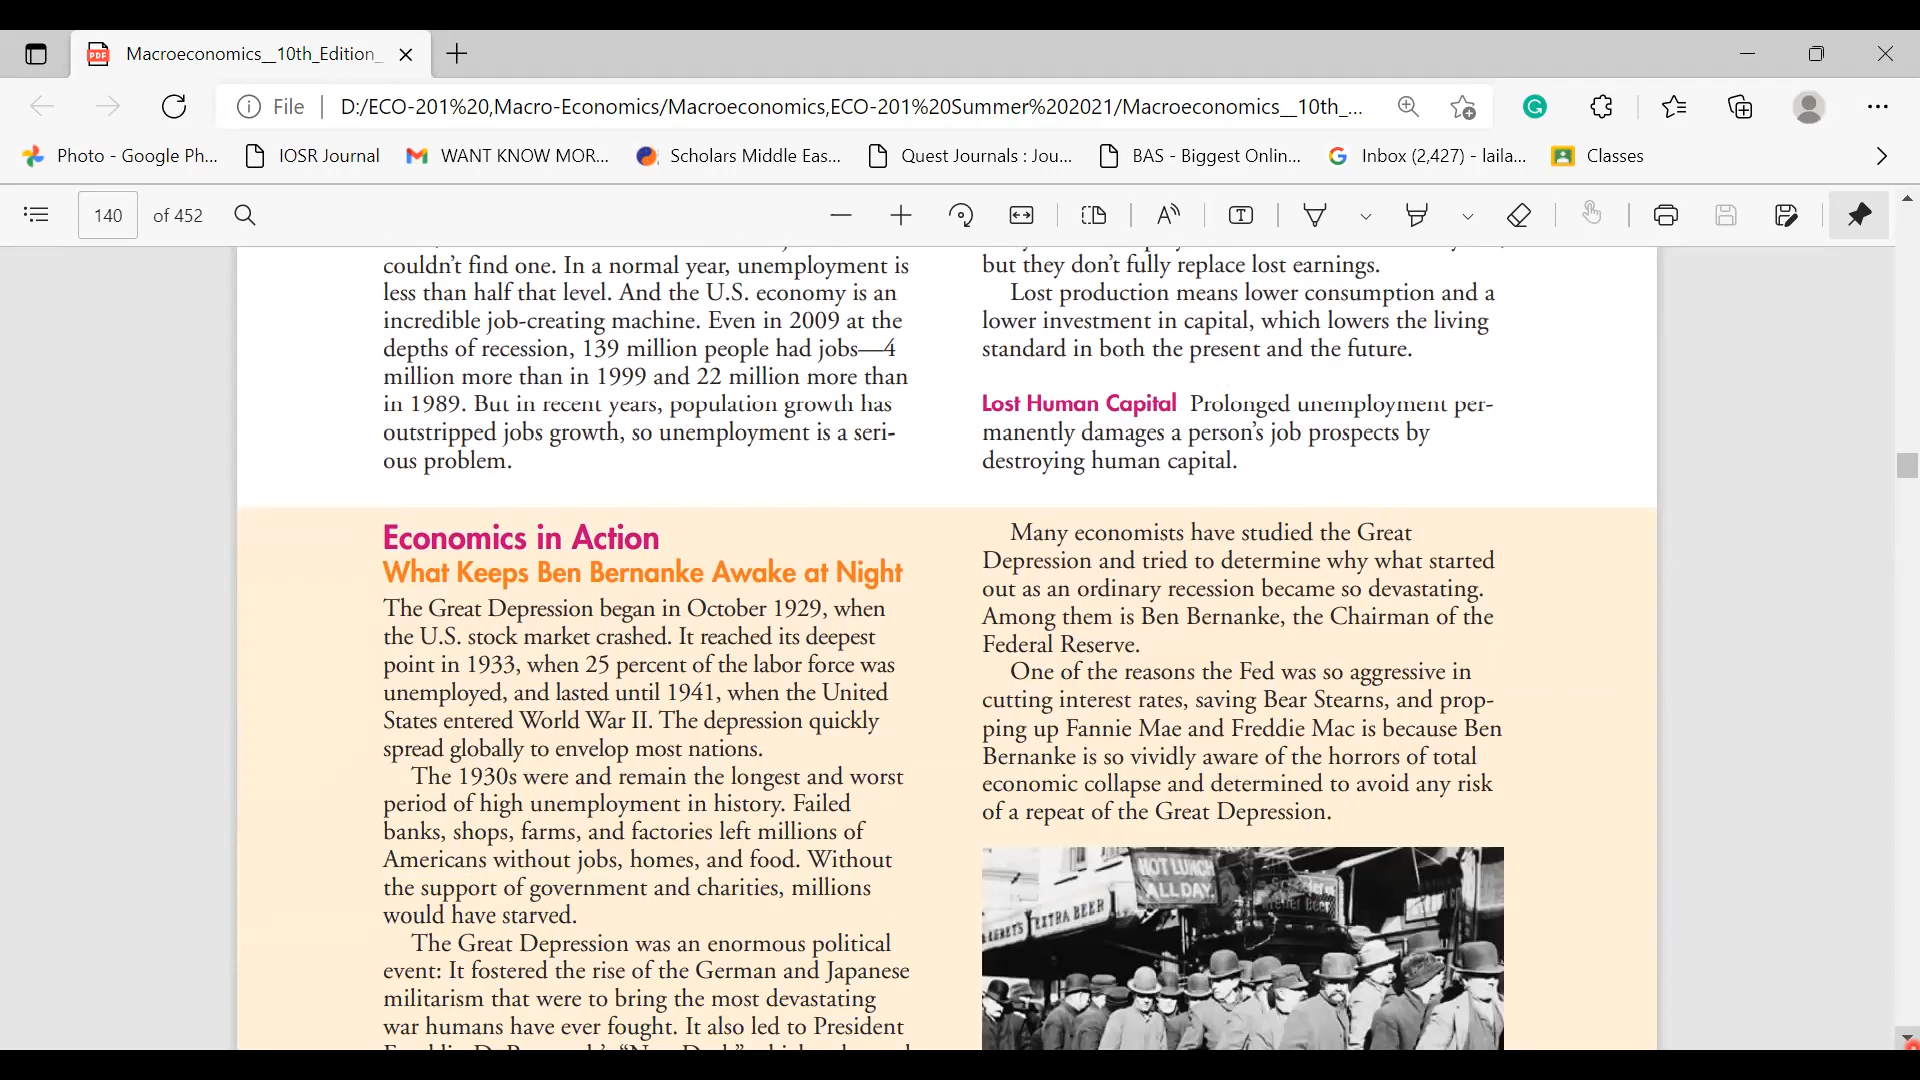 Macroeconomics__10th_Edition_
File
D:/ECO-201%20,Macro-Economics/Macroeconomics,ECO-201%20Summer%202021/Macroeconomics__10th_...
Photo - Google Ph...
IOSR Journal
WANT KNOW MOR...
Scholars Middle Eas...
Quest Journals : Jou...
BAS - Biggest Onlin...
Inbox (2,427) - laila...
Classes
140 of 452
couldn't find one. In a normal year, unemployment is
less than half that level. And the U.S. economy is an
incredible job-creating machine. Even in 2009 at the
depths of recession, 139 million people had jobs—4
million more than in 1999 and 22 million more than
in 1989. But in recent years, population growth has
outstripped jobs growth, so unemployment is a seri-
ous problem.
but they don't fully replace lost earnings.
Lost production means lower consumption and a
lower investment in capital, which lowers the living
standard in both the present and the future.
Lost Human Capital Prolonged unemployment per-
manently damages a person's job prospects by
destroying human capital.
Economics in Action
What Keeps Ben Bernanke Awake at Night
The Great Depression began in October 1929, when
the U.S. stock market crashed. It reached its deepest
point in 1933, when 25 percent of the labor force was
unemployed, and lasted until 1941, when the United
States entered World War II. The depression quickly
spread globally to envelop most nations.
The 1930s were and remain the longest and worst
period of high unemployment in history. Failed
banks, shops, farms, and factories left millions of
Americans without jobs, homes, and food. Without
the support of government and charities, millions
would have starved.
The Great Depression was an enormous political
event: It fostered the rise of the German and Japanese
militarism that were to bring the most devastating
war humans have ever fought. It also led to President
Many economists have studied the Great
Depression and tried to determine why what started
out as an ordinary recession became so devastating.
Among them is Ben Bernanke, the Chairman of the
Federal Reserve.
One of the reasons the Fed was so aggressive in
cutting interest rates, saving Bear Stearns, and prop-
ping up Fannie Mae and Freddie Mac is because Ben
Bernanke is so vividly aware of the horrors of total
economic collapse and determined to avoid any risk
of a repeat of the Great Depression.
HOT LUNCH
ALL DAY
EXTRA BEER